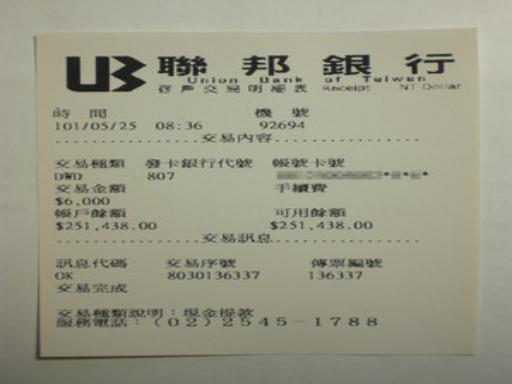 UB 聯邦銀行
Union Bank of Taiwan
存戶交易明細表 Receipt NT Dollar
時間 機號
101/05/25 08:36 92694
交易內容
交易種類 發卡銀行代號 帳號卡號
DWD 807
交易金額 手續費
$6,000
帳戶餘額 可用餘額
$251,438.00 $251,438.00
交易訊息
訊息代碼 交易序號 傳票編號
OK 8030136337 136337
交易完成
交易種類說明：現金提款
服務電話：(02)2545-1788